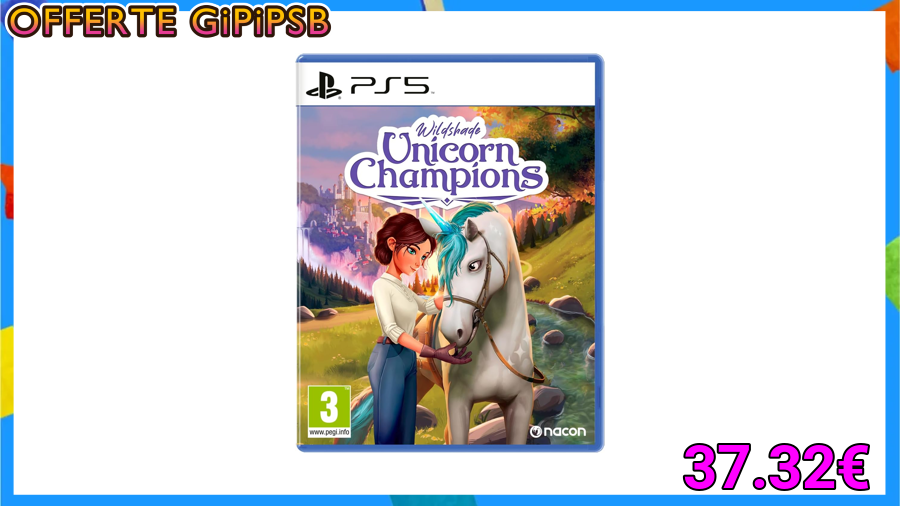 OFFERTE GiPiPSB
PS5
Wildshade
Unicorn
Champions
3
www.pegi.info
nacon
37.32€